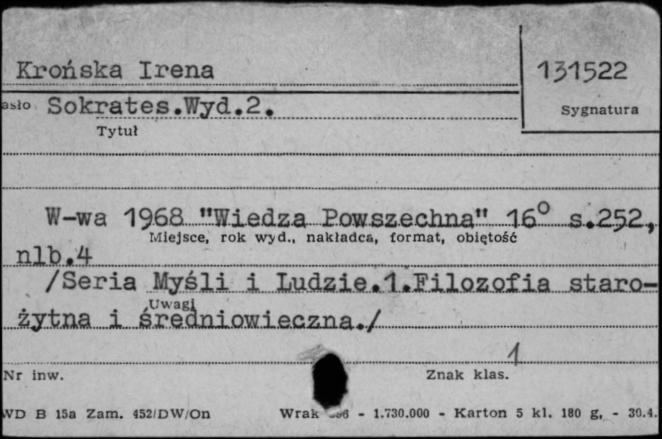 Krońska Irena
131522
asło Sokrates.Wyd.2.
Sygnatura
Tytuł
W-wa 1968 "Wiedza Powszechna" 16° s.252,
Miejsce, rok wyd., nakładca, format, objętość
nlb.4
/Seria Myśli i Ludzie.1.Filozofia staro-
Uwagi
żytna i średniowieczna./
1
Nr inw.
Znak klas.
WD B 15a Zam. 452/DW/On
Wrak - 1.730.000 - Karton 5 kl. 180 g, - 30.4.